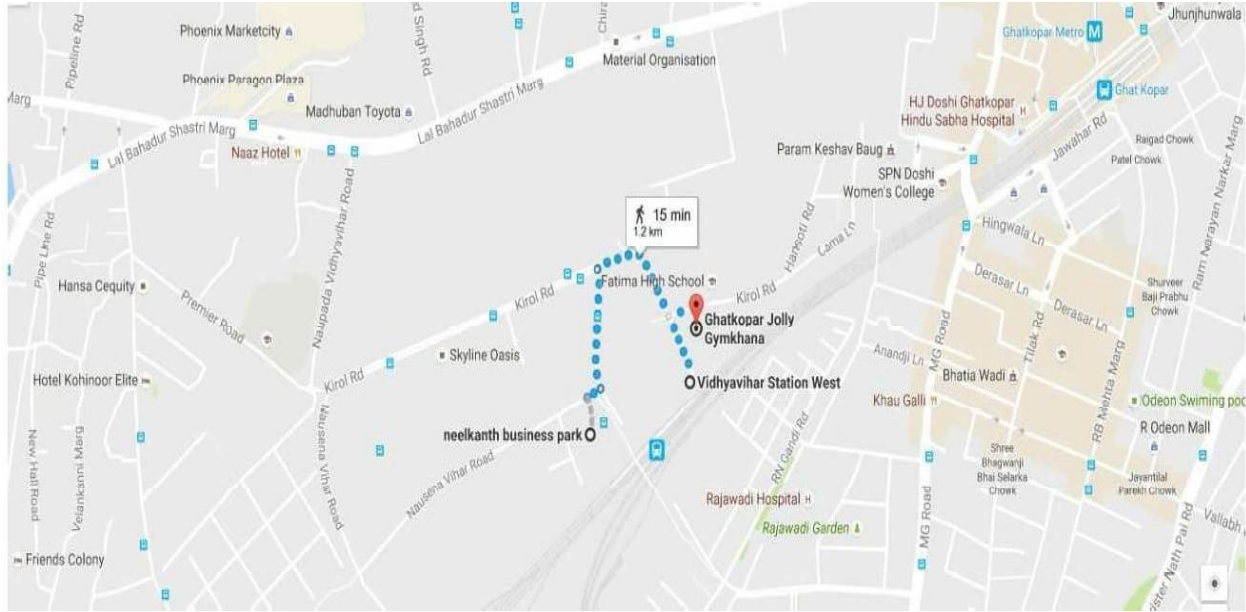 Jhunjhunwala
Phoenix Marketcity
Pipeline Rd
d Singh Rd
Chira
Ghatkopar Metro
M
Material Organisation
Phoenix Paragon Plaza
Ghat Kopar
Marg
Madhuban Toyota
Lal Bahadur Shastri Marg
HJ Doshi Ghatkopar
Hindu Sabha Hospital
Lal Bahadur Shastri Marg
Naaz Hotel
Jawahar Rd
Raigad Chowk
Patel Chowk
Param Keshav Baug
SPN Doshi
Women's College
Ram Narayan Narkar Marg
15 min
1.2 km
Pipe Line Rd
Naupada Vidhyavihar Road
Hansoti Rd
Lama Ln
Hingwala Ln
Derasar Ln
Derasar Ln
Shurveer
Baji Prabhu
Chowk
Hansa Cequity
Premier Road
Kirol Rd
Fatima High School
Kirol Rd
Ghatkopar Jolly
Gymkhana
MG Road
Tilak Rd
RB Mehta Marg
Skyline Oasis
Anandji Ln
Bhatia Wadi
Hotel Kohinoor Elite
Kirol Rd
Vidhyavihar Station West
Khau Galli
Odeon Swiming poo
R Odeon Mall
neelkanth business park
New Hall Road
Velankanni Marg
Nausena Vihar Road
Nausena Vihar Road
RN Gandi Rd
Shree
Bhagwanji
Bhai Selarka
Chowk
Jayantilal
Parekh Chowk
Rajawadi Hospital
H
Rajawadi Garden
MG Road
Vallabh
Friends Colony
rister Nath Pai Rd